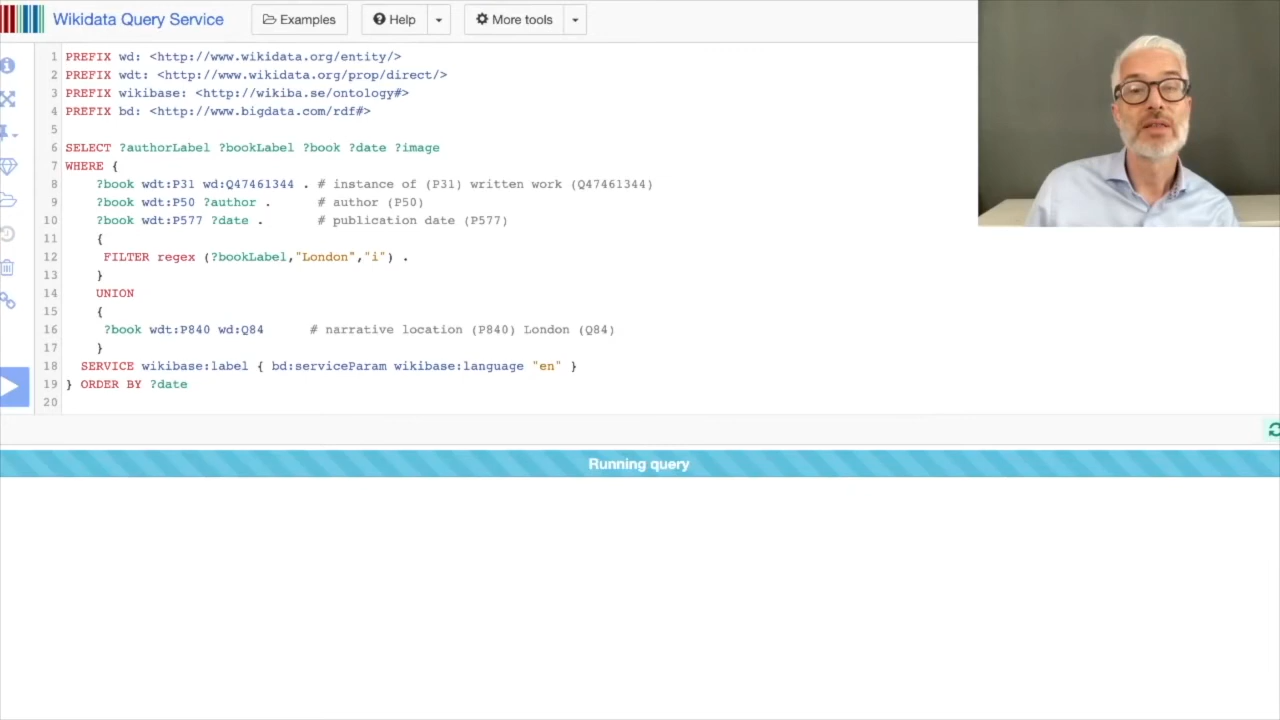 Wikidata Query Service Examples Help More tools
1 PREFIX wd: <http://www.wikidata.org/entity/>
2 PREFIX wdt: <http://www.wikidata.org/prop/direct/>
3 PREFIX wikibase: <http://wikiba.se/ontology#>
4 PREFIX bd: <http://www.bigdata.com/rdf#>
5
6 SELECT ?authorLabel ?bookLabel ?book ?date ?image
7 WHERE {
8 ?book wdt:P31 wd:Q47461344 . # instance of (P31) written work (Q47461344)
9 ?book wdt:P50 ?author . # author (P50)
10 ?book wdt:P577 ?date . # publication date (P577)
11 {
12 FILTER regex (?bookLabel,"London","i") .
13 }
14 UNION
15 {
16 ?book wdt:P840 wd:Q84 # narrative location (P840) London (Q84)
17 }
18 SERVICE wikibase:label { bd:serviceParam wikibase:language "en" }
19 } ORDER BY ?date
20
Running query